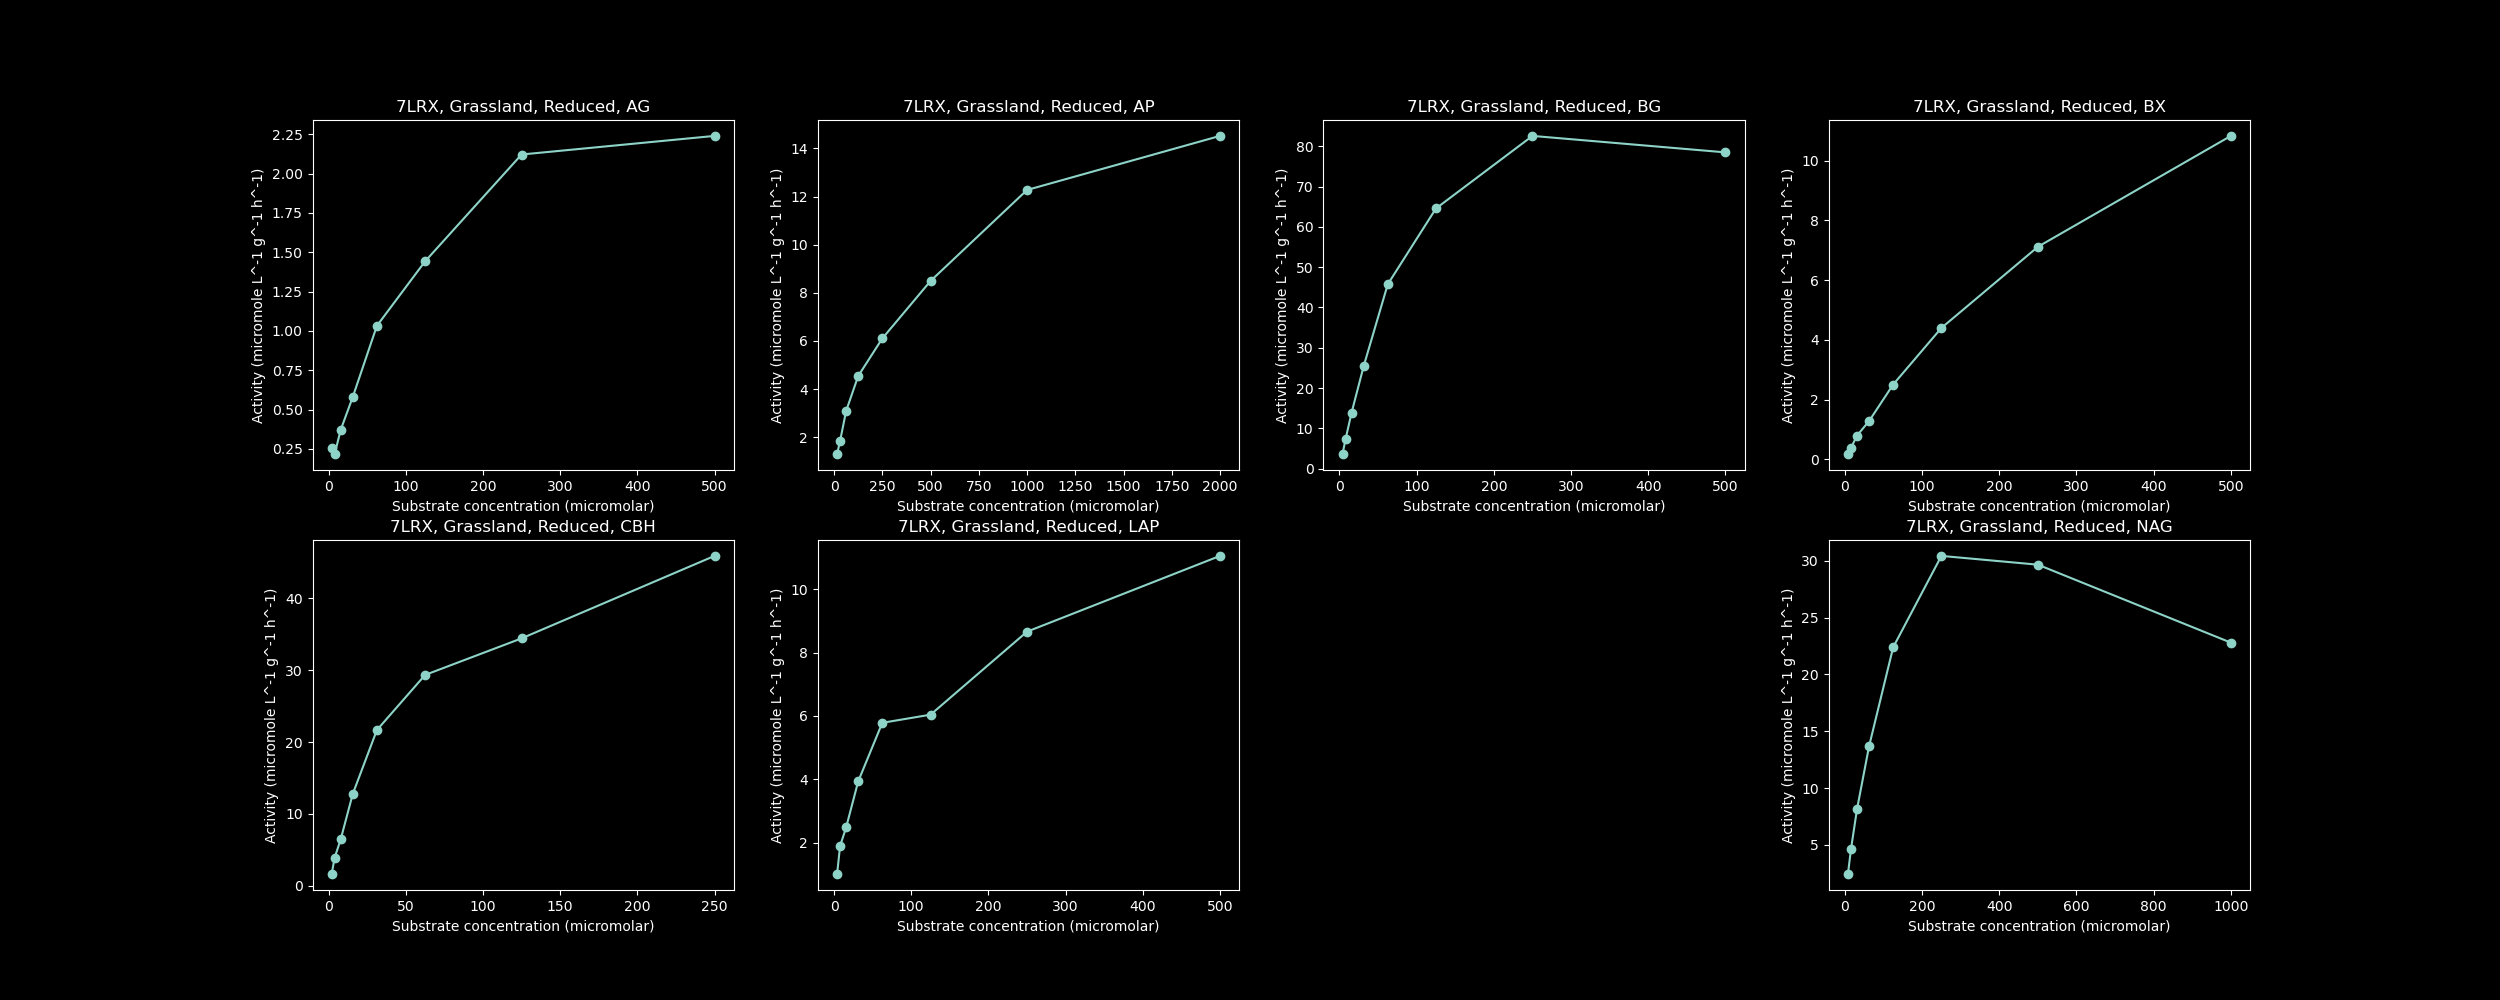 7LRX, Grassland, Reduced, AG
2.25
2.00
1.75
1.50
1.25
1.00
0.75
0.50
0.25
Activity (micromole L^-1 g^-1 h^-1)
0 100 200 300 400 500
Substrate concentration (micromolar)
7LRX, Grassland, Reduced, AP
14
12
10
8
6
4
2
Activity (micromole L^-1 g^-1 h^-1)
0 250 500 750 1000 1250 1500 1750 2000
Substrate concentration (micromolar)
7LRX, Grassland, Reduced, BG
80
70
60
50
40
30
20
10
0
Activity (micromole L^-1 g^-1 h^-1)
0 100 200 300 400 500
Substrate concentration (micromolar)
7LRX, Grassland, Reduced, BX
10
8
6
4
2
0
Activity (micromole L^-1 g^-1 h^-1)
0 100 200 300 400 500
Substrate concentration (micromolar)
7LRX, Grassland, Reduced, CBH
40
30
20
10
0
Activity (micromole L^-1 g^-1 h^-1)
0 50 100 150 200 250
Substrate concentration (micromolar)
7LRX, Grassland, Reduced, LAP
10
8
6
4
2
Activity (micromole L^-1 g^-1 h^-1)
0 100 200 300 400 500
Substrate concentration (micromolar)
7LRX, Grassland, Reduced, NAG
30
25
20
15
10
5
Activity (micromole L^-1 g^-1 h^-1)
0 200 400 600 800 1000
Substrate concentration (micromolar)